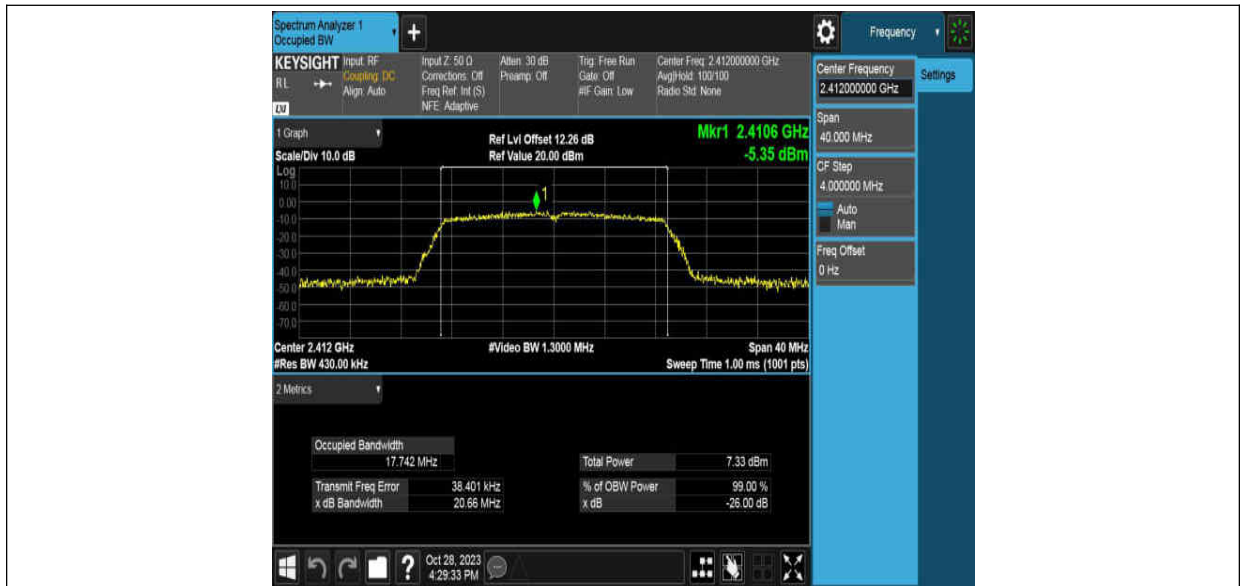 Spectrum Analyzer 1
Occupied BW
+
Frequency
KEYSIGHT
RL
Input: RF
Coupling: DC
Align: Auto
Input Z: 50 Ω
Corrections: Off
Freq Ref: Int (S)
NFE: Adaptive
Atten: 30 dB
Preamp: Off
Trig: Free Run
Gate: Off
#IF Gain: Low
Center Freq: 2.412000000 GHz
Avg|Hold: 100/100
Radio Std: None
Center Frequency
2.412000000 GHz
Settings
Span
40.000 MHz
CF Step
4.000000 MHz
Auto
Man
Freq Offset
0 Hz
1 Graph
Scale/Div 10.0 dB
Ref Lvl Offset 12.26 dB
Ref Value 20.00 dBm
Mkr1 2.4106 GHz
-5.35 dBm
Log
10.0
0.00
-10.0
-20.0
-30.0
-40.0
-50.0
-60.0
-70.0
1
Center 2.412 GHz
#Video BW 1.3000 MHz
Span 40 MHz
#Res BW 430.00 kHz
Sweep Time 1.00 ms (1001 pts)
2 Metrics
Occupied Bandwidth
17.742 MHz
Total Power 7.33 dBm
Transmit Freq Error 38.401 kHz
% of OBW Power 99.00 %
x dB Bandwidth 20.66 MHz
x dB -26.00 dB
?
Oct 28, 2023
4:29:33 PM